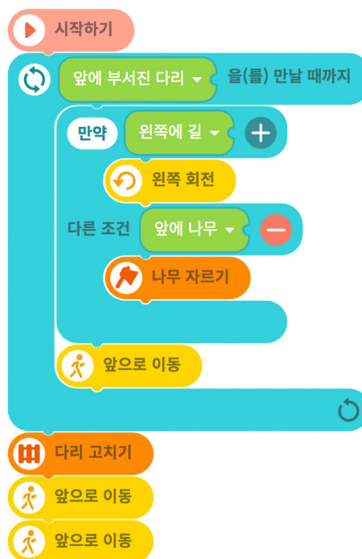 시작하기
앞에 부서진 다리 을(를) 만날 때까지
만약 왼쪽에 길
왼쪽 회전
다른 조건 앞에 나무
나무 자르기
앞으로 이동
다리 고치기
앞으로 이동
앞으로 이동